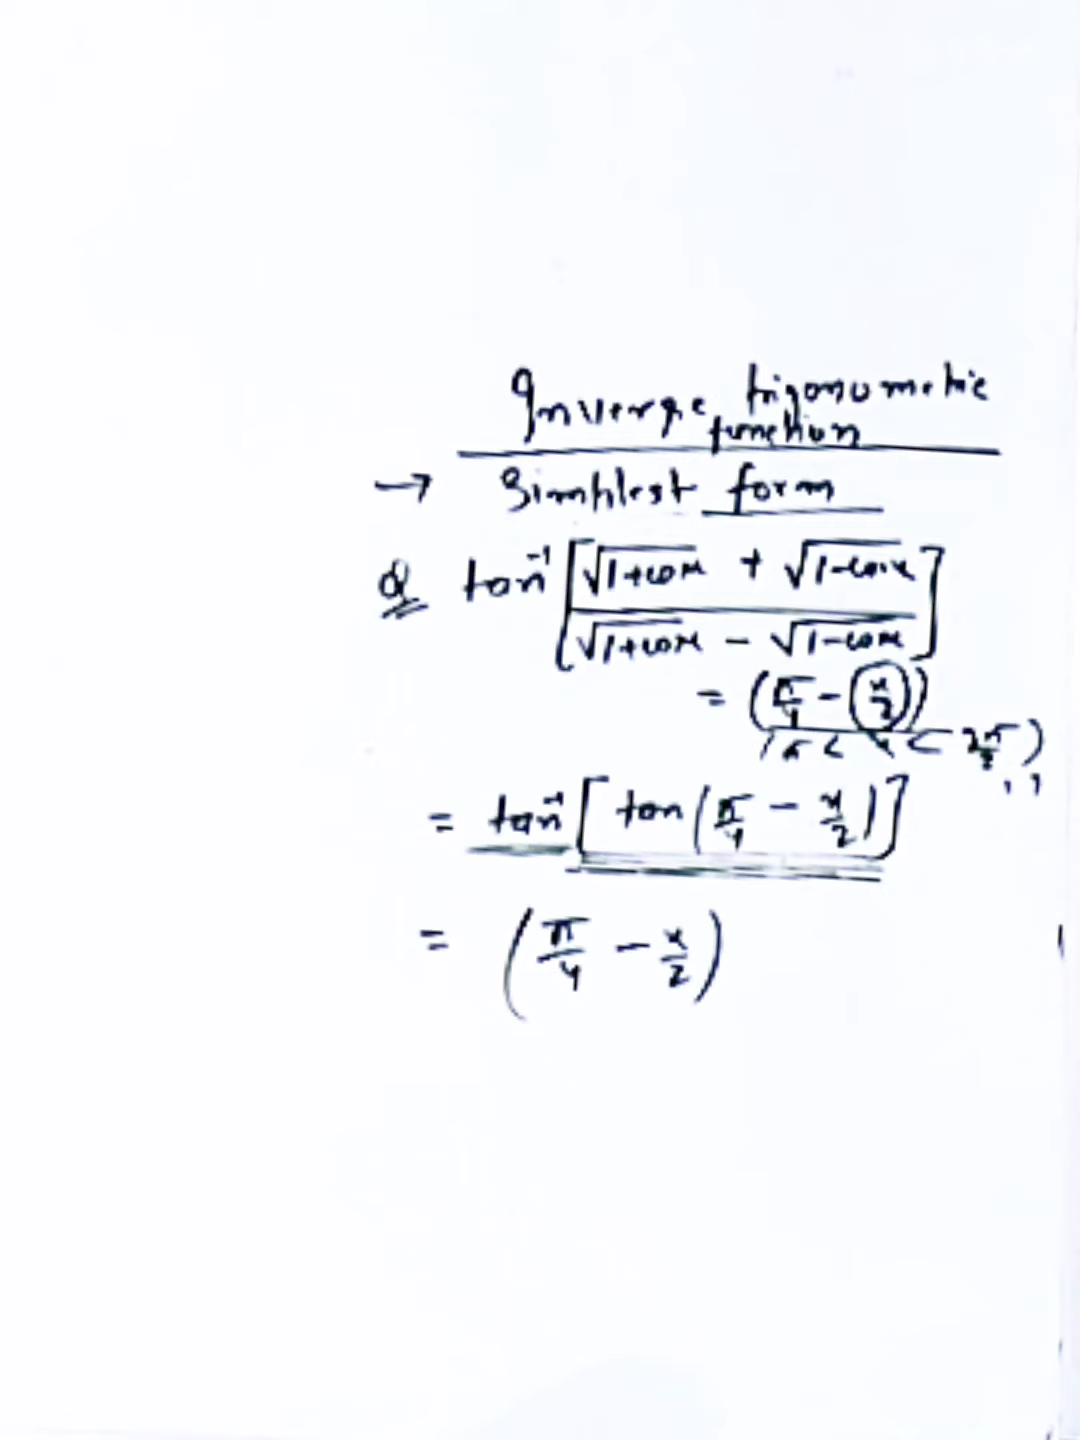 Inverse trigonometric
function
→ Simplest form
Q tan⁻¹ [(√1+cosx + √1-cosx) / (√1+cosx - √1-cosx)]
= (π/4 - (x/2))
π < x <
= tan⁻¹ [tan (π/4 - x/2)]
= (π/4 - x/2)